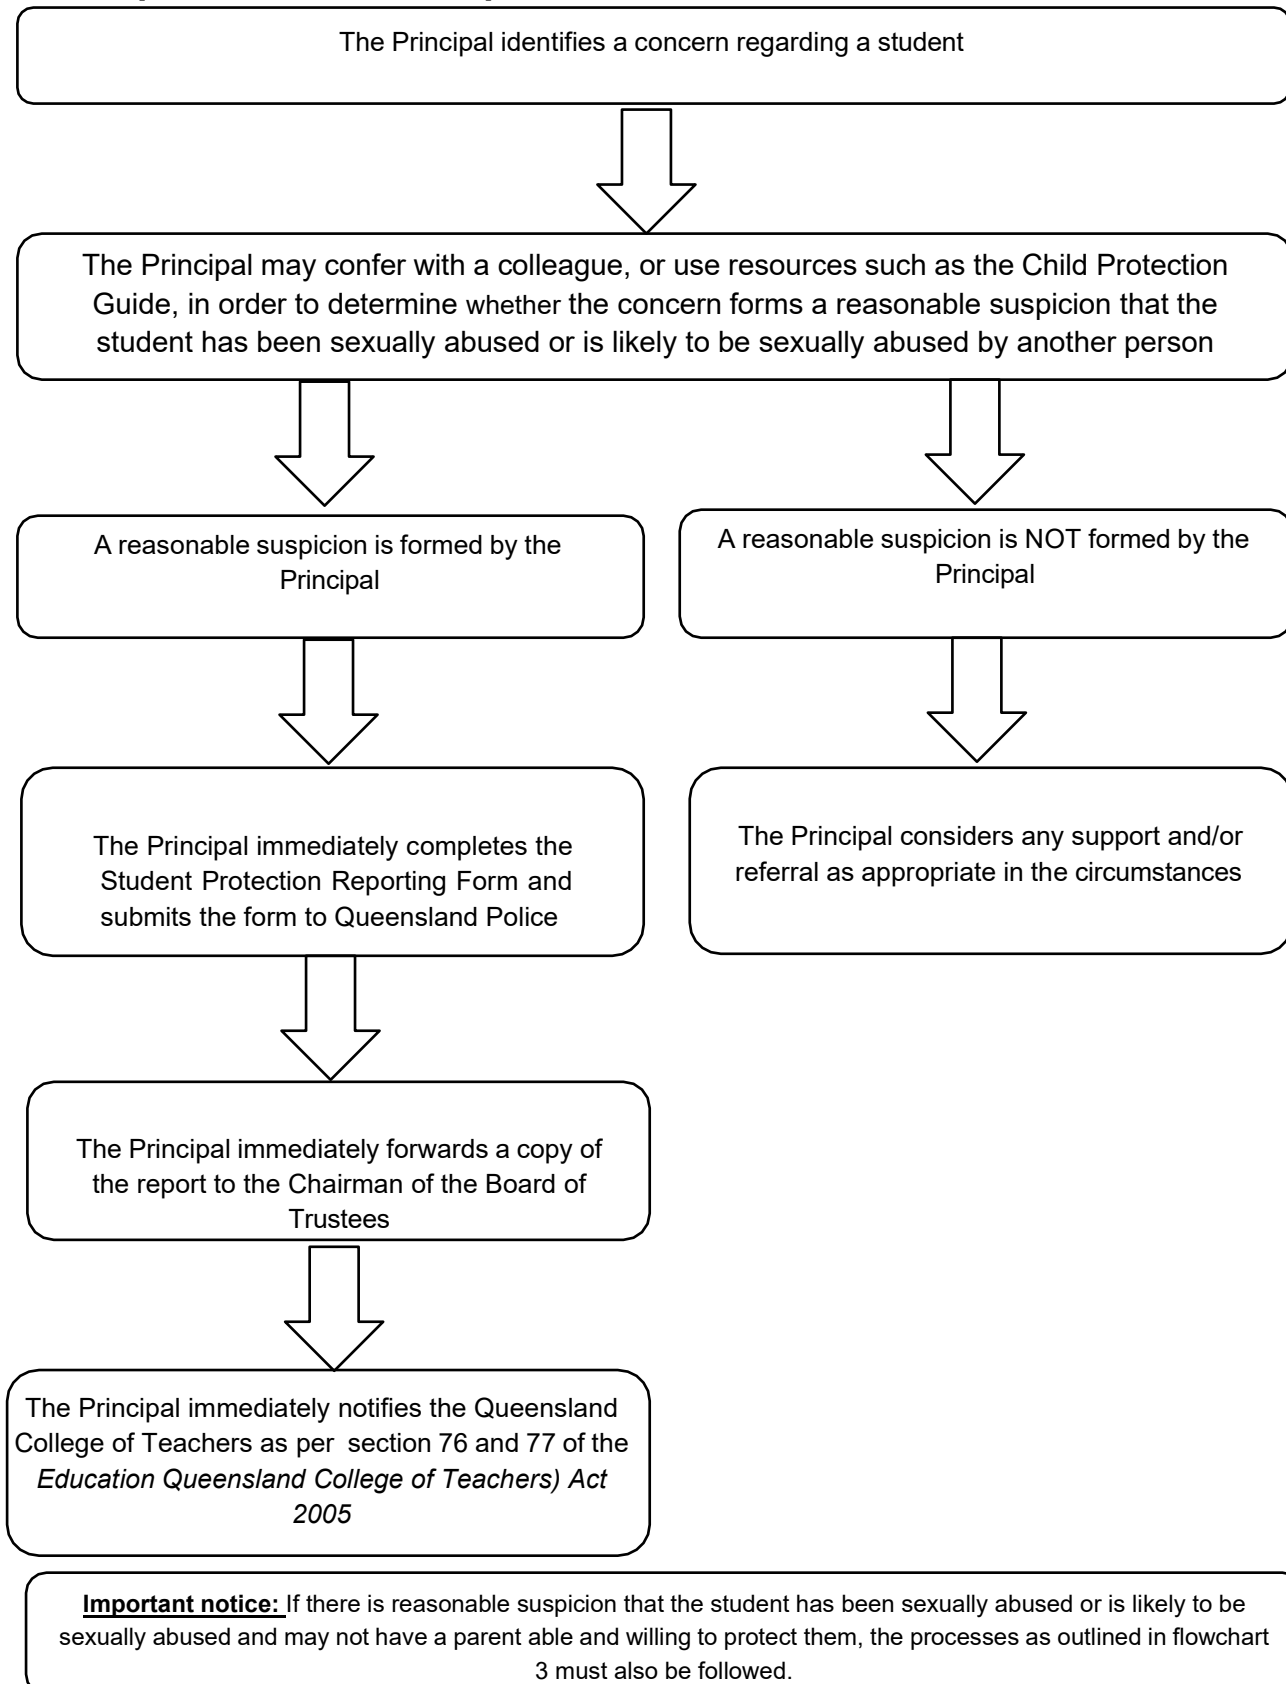 The Principal identifies a concern regarding a student
The Principal may confer with a colleague, or use resources such as the Child Protection
Guide, in order to determine whether the concern forms a reasonable suspicion that the
student has been sexually abused or is likely to be sexually abused by another person
A reasonable suspicion is formed by the
Principal
A reasonable suspicion is NOT formed by the
Principal
The Principal immediately completes the
Student Protection Reporting Form and
submits the form to Queensland Police
The Principal considers any support and/or
referral as appropriate in the circumstances
The Principal immediately forwards a copy of
the report to the Chairman of the Board of
Trustees
The Principal immediately notifies the Queensland
College of Teachers as per section 76 and 77 of the
Education Queensland College of Teachers) Act
2005
Important notice: If there is reasonable suspicion that the student has been sexually abused or is likely to be
sexually abused and may not have a parent able and willing to protect them, the processes as outlined in flowchart
3 must also be followed.